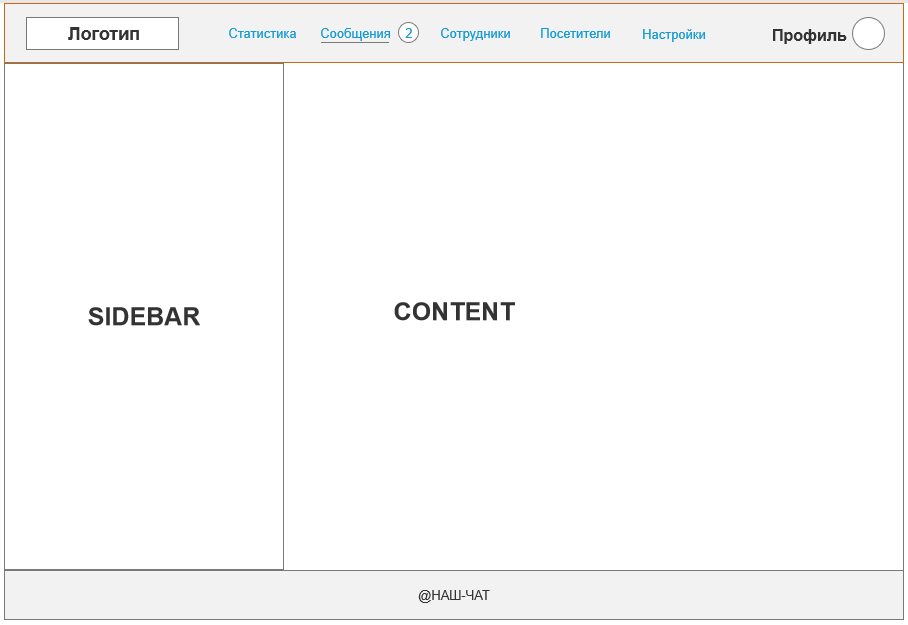 Логотип
Статистика
Сообщения
2
Сотрудники
Посетители
Настройки
Профиль
SIDEBAR
CONTENT
@НАШ-ЧАТ